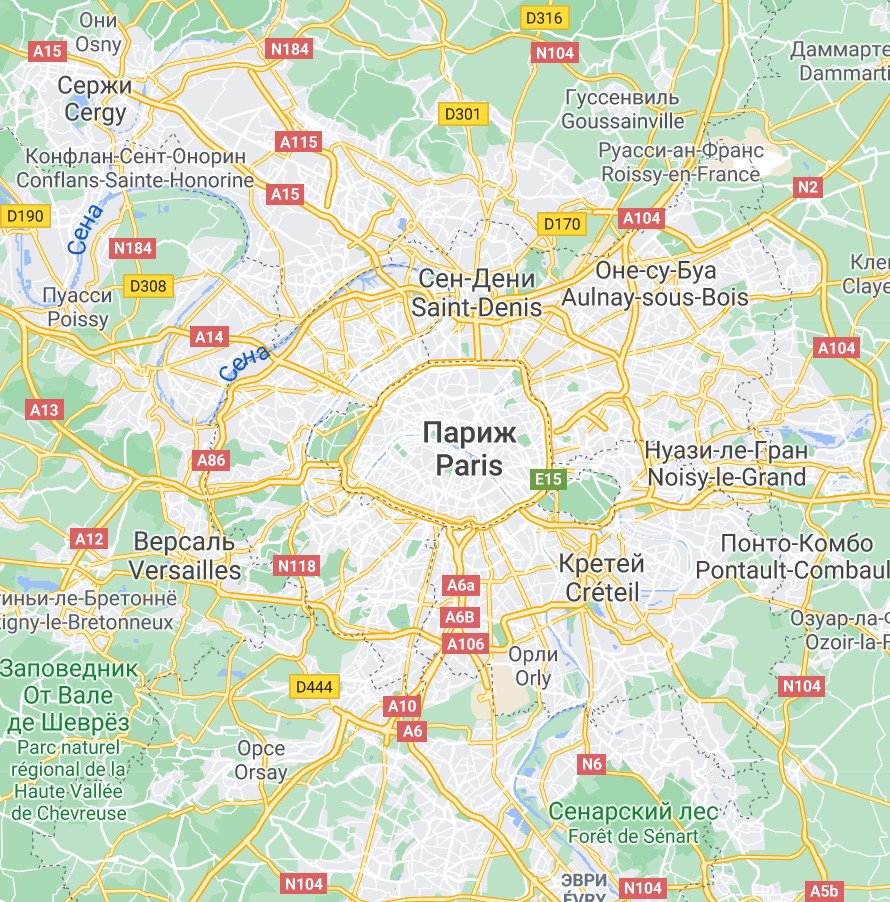 D316
Они
Osny
A15
N184
N104
Даммарте
Dammarti
Сержи
Cergy
Гуссенвиль
Goussainville
D301
A115
Конфлан-Сент-Онорин
Conflans-Sainte-Honorine
Руасси-ан-Франс
Roissy-en-France
N2
A15
D190
Сена
A104
D170
N184
Сен-Дени
Saint-Denis
Оне-су-Буа
Aulnay-sous-Bois
Кле
Claye
D308
Пуасси
Poissy
A14
Сена
A104
A13
Париж
Paris
A86
Нуази-ле-Гран
Noisy-le-Grand
E15
A12
Версаль
Versailles
N118
Кретей
Créteil
Понто-Комбо
Pontault-Combaul
A6a
тиньи-ле-Бретоннё
tigny-le-Bretonneux
A6B
A106
Озуар-ла-Ф
Ozoir-la-F
Орли
Orly
Заповедник
От Вале
де Шеврёз
Parc naturel
régional de la
Haute Vallée
de Chevreuse
D444
N104
A10
A6
Орсе
Orsay
N6
Сенарский лес
Forêt de Sénart
N104
ЭВРИ
ÉVRY
N104
A5b